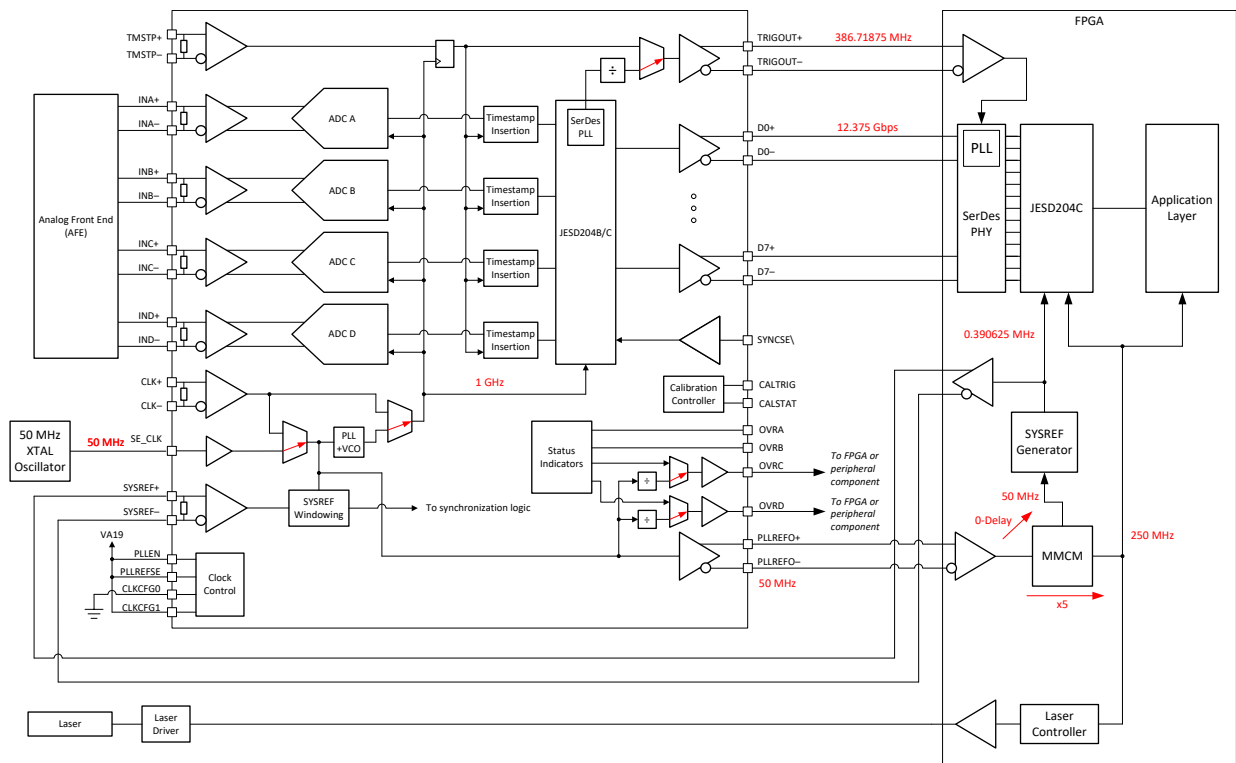 FPGA
TMSTP+
TMSTP–
TRIGOUT+
386.71875 MHz
TRIGOUT–
÷
INA+
INA–
ADC A
Timestamp
Insertion
SerDes
PLL
D0+
12.375 Gbps
D0–
PLL
SerDes
PHY
JESD204C
Application
Layer
INB+
INB–
ADC B
Timestamp
Insertion
Analog Front End
(AFE)
JESD204B/C
INC+
INC–
ADC C
Timestamp
Insertion
D7+
D7–
IND+
IND–
ADC D
Timestamp
Insertion
SYNCSE\
0.390625 MHz
CLK+
CLK–
1 GHz
Calibration
Controller
CALTRIG
CALSTAT
50 MHz
XTAL
Oscillator
50 MHz
SE_CLK
PLL
+VCO
Status
Indicators
OVRA
OVRB
OVRC
To FPGA or
peripheral
component
÷
SYSREF
Generator
SYSREF+
SYSREF–
SYSREF
Windowing
To synchronization logic
÷
OVRD
To FPGA or
peripheral
component
50 MHz
0-Delay
VA19
PLLEN
PLLREFSE
CLKCFG0
CLKCFG1
Clock
Control
PLLREFO+
PLLREFO–
50 MHz
MMCM
250 MHz
x5
Laser
Laser
Driver
Laser
Controller